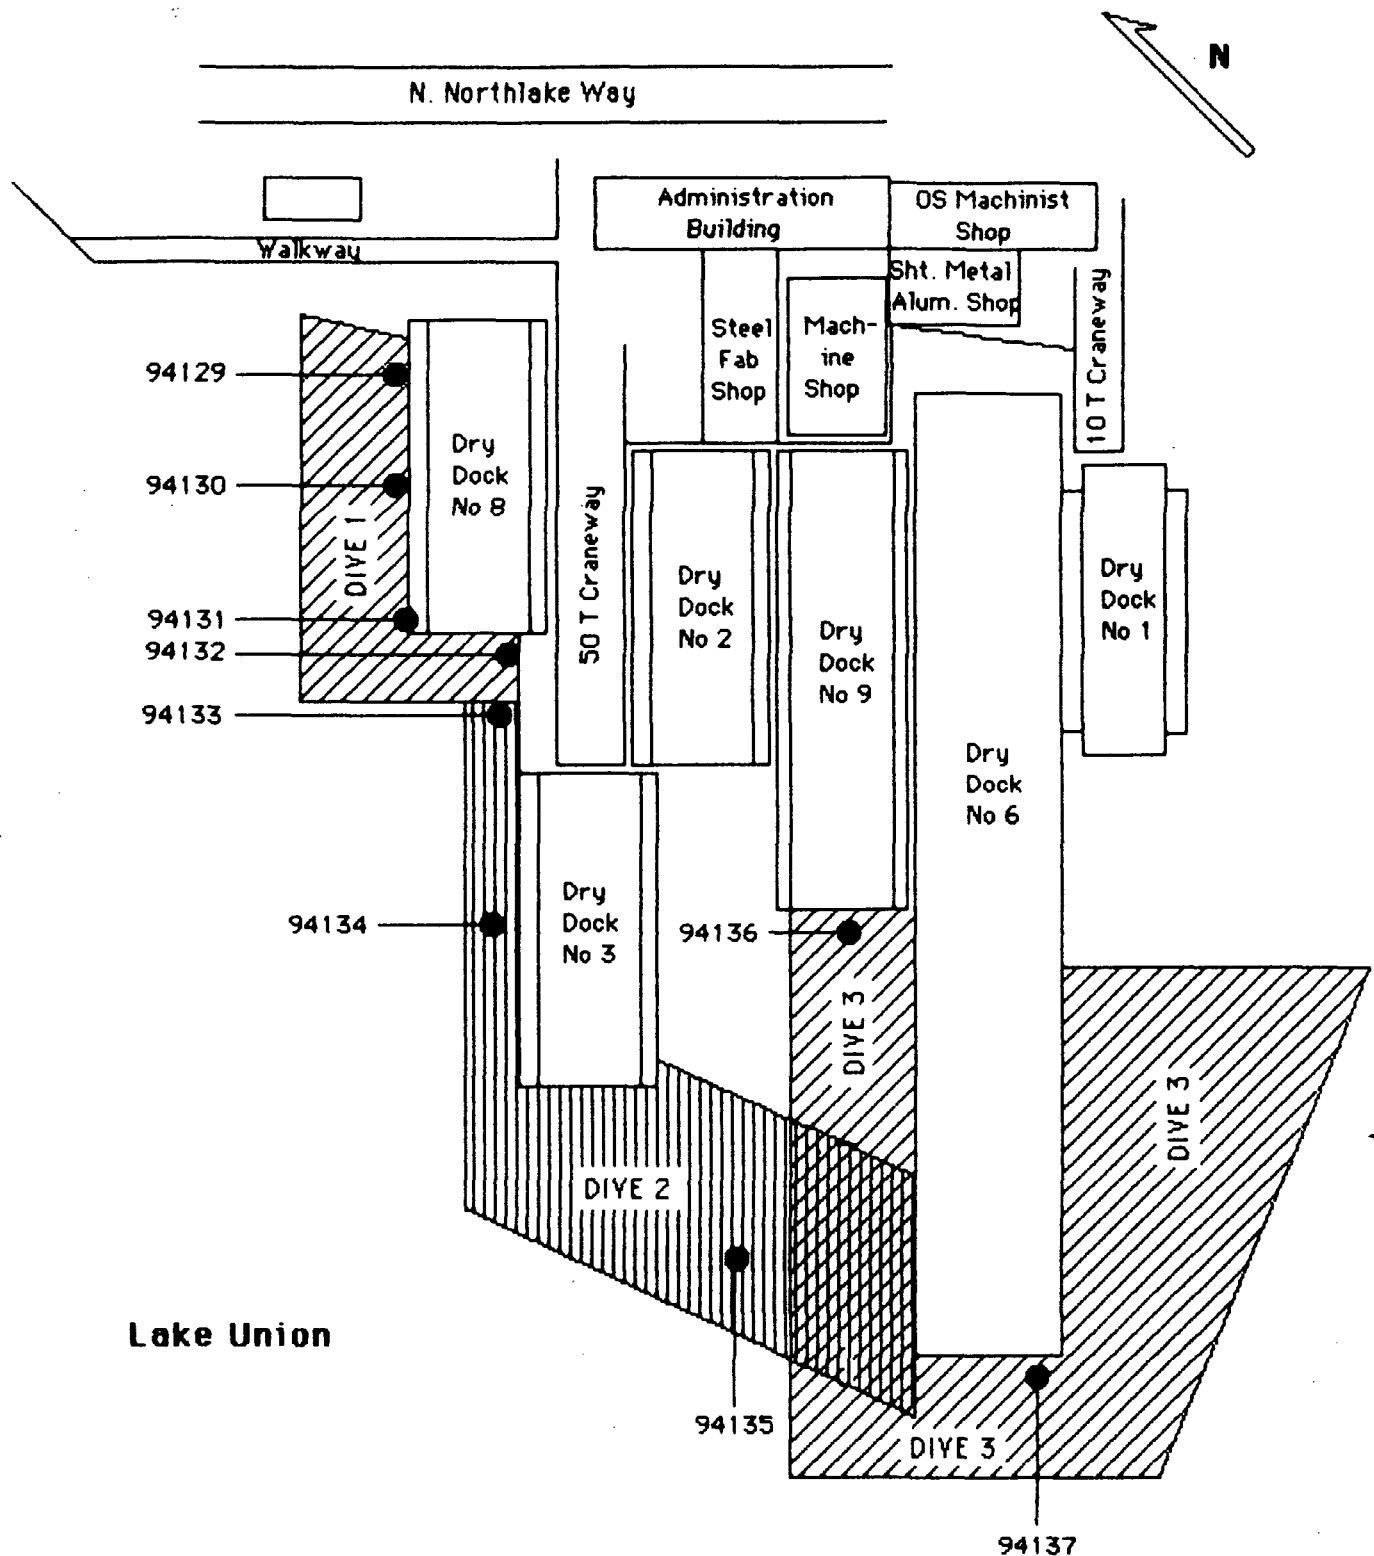 N
N. Northlake Way
Administration
Building
OS Machinist
Shop
Walkway
Sht. Metal
Alum. Shop
Steel
Fab
Shop
Mach-
ine
Shop
10 T Craneway
94129
94130
94131
94132
94133
DIVE 1
Dry
Dock
No 8
50 T Craneway
Dry
Dock
No 2
Dry
Dock
No 9
Dry
Dock
No 6
Dry
Dock
No 1
94134
Dry
Dock
No 3
94136
DIVE 3
DIVE 3
DIVE 2
Lake Union
94135
DIVE 3
94137